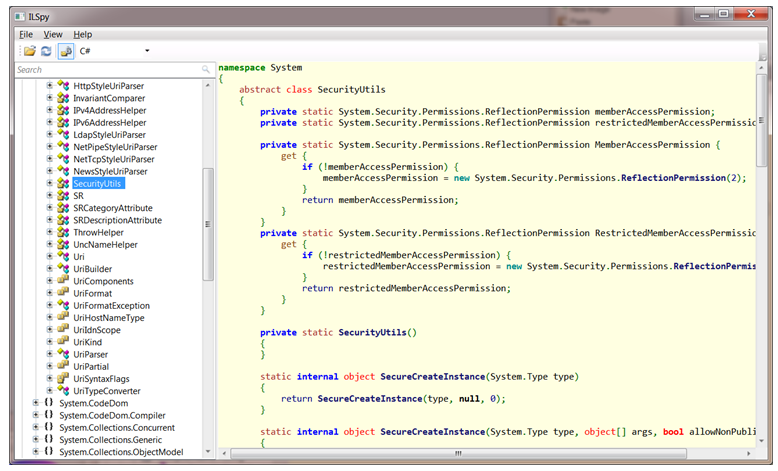 ILSpy
File View Help
C#
Search
HttpStyleUriParser
InvariantComparer
IPv4AddressHelper
IPv6AddressHelper
LdapStyleUriParser
NetPipeStyleUriParser
NetTcpStyleUriParser
NewsStyleUriParser
SecurityUtils
SR
SRCategoryAttribute
SRDescriptionAttribute
ThrowHelper
UncNameHelper
Uri
UriBuilder
UriComponents
UriFormat
UriFormatException
UriHostNameType
UriIdnScope
UriKind
UriParser
UriPartial
UriSyntaxFlags
UriTypeConverter
{} System.CodeDom
{} System.CodeDom.Compiler
{} System.Collections.Concurrent
{} System.Collections.Generic
{} System.Collections.ObjectModel
namespace System
{
abstract class SecurityUtils
{
private static System.Security.Permissions.ReflectionPermission memberAccessPermission;
private static System.Security.Permissions.ReflectionPermission restrictedMemberAccessPermissic
private static System.Security.Permissions.ReflectionPermission MemberAccessPermission {
get {
if (!memberAccessPermission) {
memberAccessPermission = new System.Security.Permissions.ReflectionPermission(2);
}
return memberAccessPermission;
}
}
private static System.Security.Permissions.ReflectionPermission RestrictedMemberAccessPermissic
get {
if (!restrictedMemberAccessPermission) {
restrictedMemberAccessPermission = new System.Security.Permissions.ReflectionPermis
}
return restrictedMemberAccessPermission;
}
}
private static SecurityUtils()
{
}
static internal object SecureCreateInstance(System.Type type)
{
return SecureCreateInstance(type, null, 0);
}
static internal object SecureCreateInstance(System.Type type, object[] args, bool allowNonPubli
{